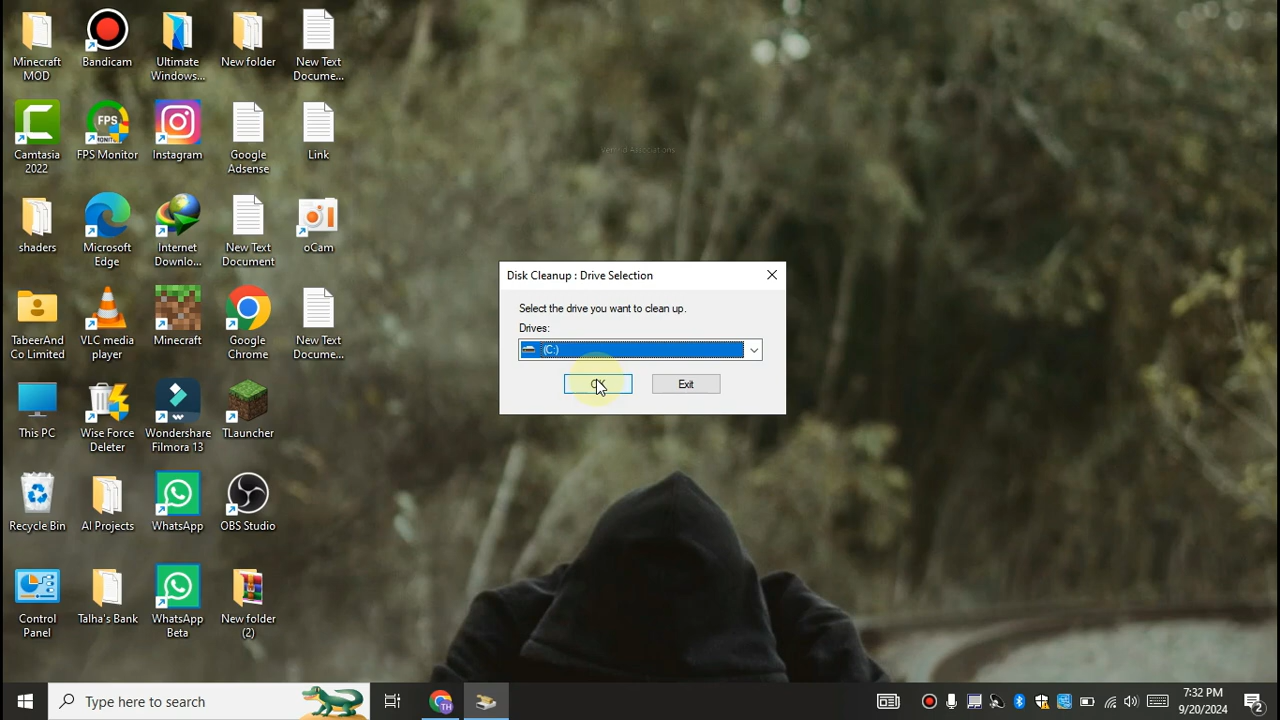 Minecraft MOD
Bandicam
Ultimate Windows...
New folder
New Text Docume...
Camtasia 2022
FPS Monitor
Instagram
Google Adsense
Link
shaders
Microsoft Edge
Internet Downlo...
New Text Document
oCam
TabeerAnd Co Limited
VLC media player
Minecraft
Google Chrome
New Text Docume...
This PC
Wise Force Deleter
Wondershare Filmora 13
TLauncher
Recycle Bin
AI Projects
WhatsApp
OBS Studio
Control Panel
Talha's Bank
WhatsApp Beta
New folder (2)
Disk Cleanup : Drive Selection
Select the drive you want to clean up.
Drives:
(C:)
Exit
FPS
MONITOR
TH
Type here to search
7:32 PM
9/20/2024
2